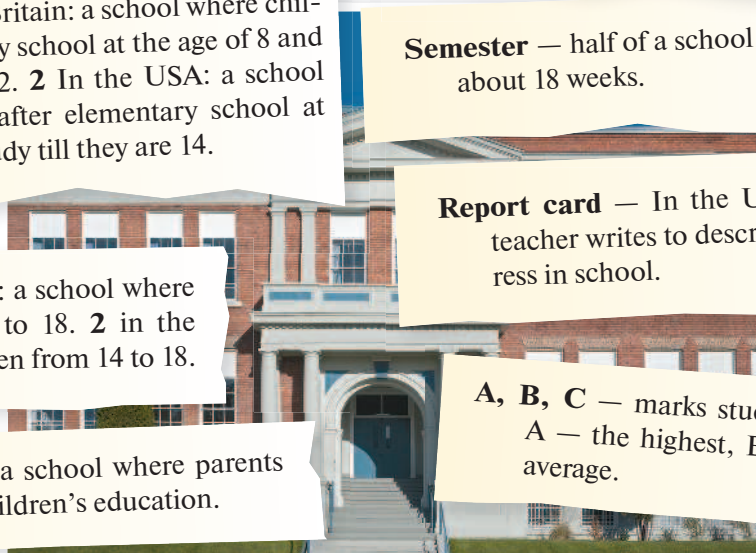 Britain: a school where chil-
y school at the age of 8 and
2. 2 In the USA: a school
after elementary school at
dy till they are 14.
: a school where
to 18. 2 in the
en from 14 to 18.
a school where parents
ildren's education.
Semester — half of a school
about 18 weeks.
Report card — In the U
teacher writes to descr
ress in school.
A, B, C — marks stu
A — the highest, B
average.